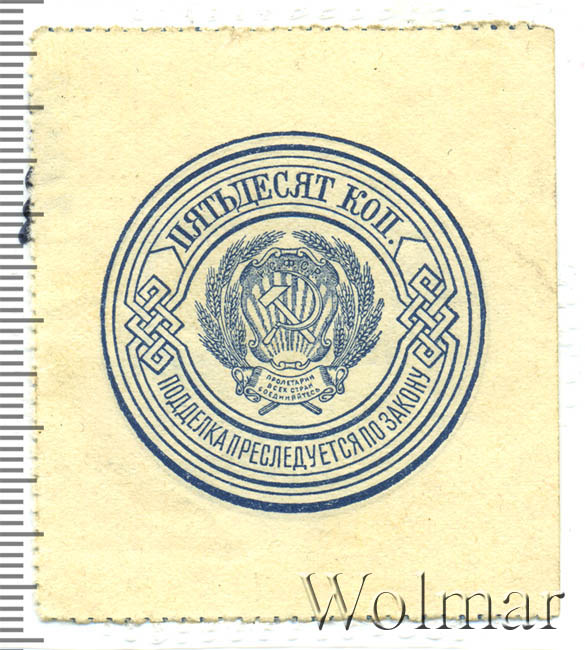 ПЯТЬДЕСЯТ КОП.
Р.С.Ф.С.Р.
ПРОЛЕТАРИИ
ВСЕХ СТРАН
СОЕДИНЯЙТЕСЬ
ПОДДЕЛКА ПРЕСЛЕДУЕТСЯ ПО ЗАКОНУ
Wolmar